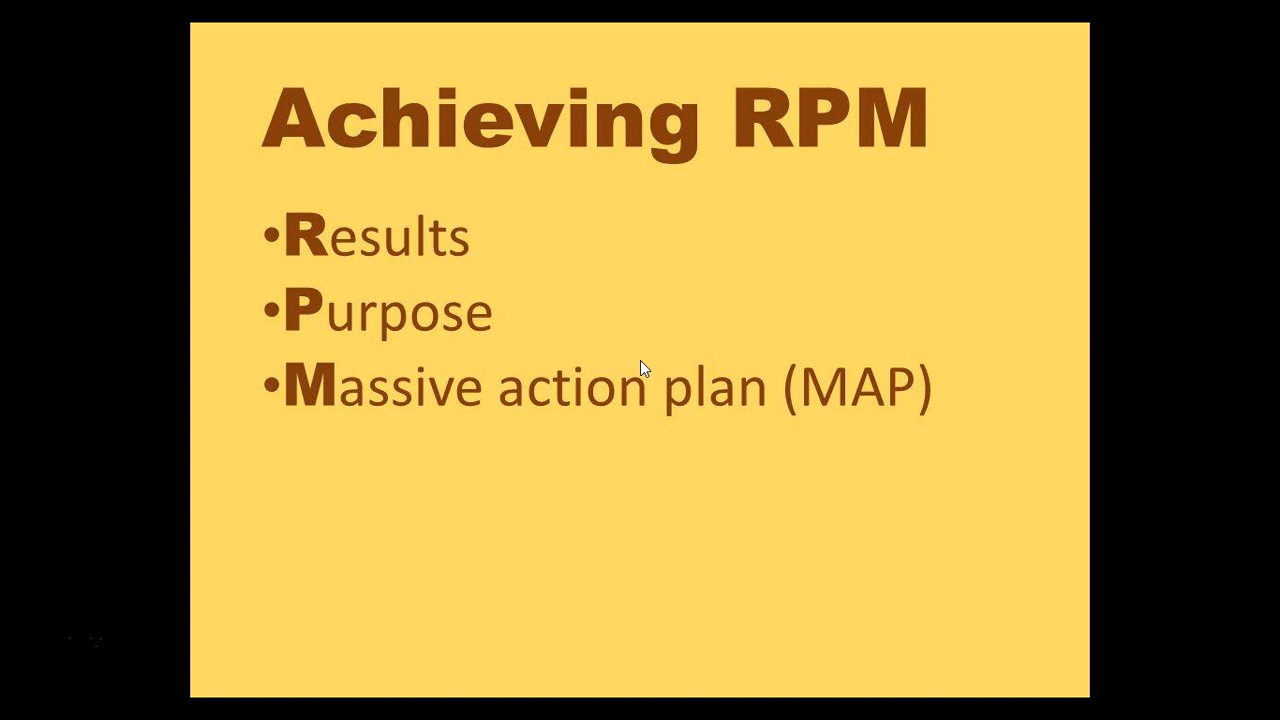 Achieving RPM
•Results
•Purpose
•Massive action plan (MAP)